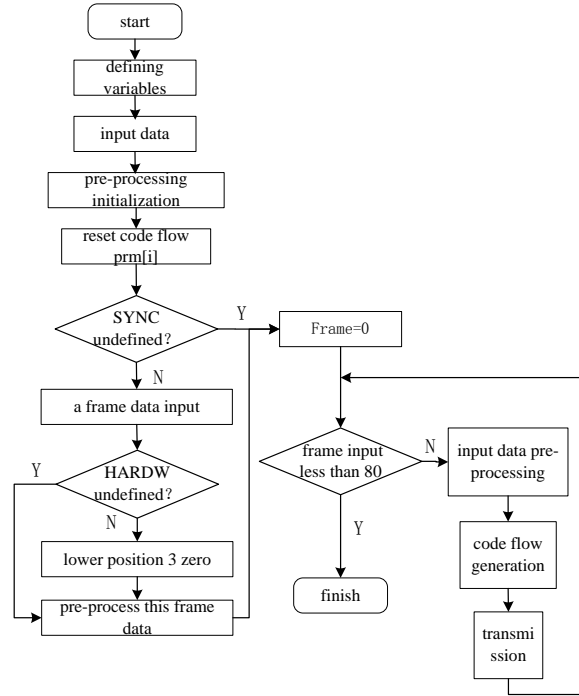 start
defining
variables
input data
pre-processing
initialization
reset code flow
prm[i]
SYNC
undefined?
Y
N
a frame data input
HARDW
undefined?
Y
N
lower position 3 zero
pre-process this frame
data
Frame=0
frame input
less than 80
N
Y
finish
input data pre-
processing
code flow
generation
transmi
ssion